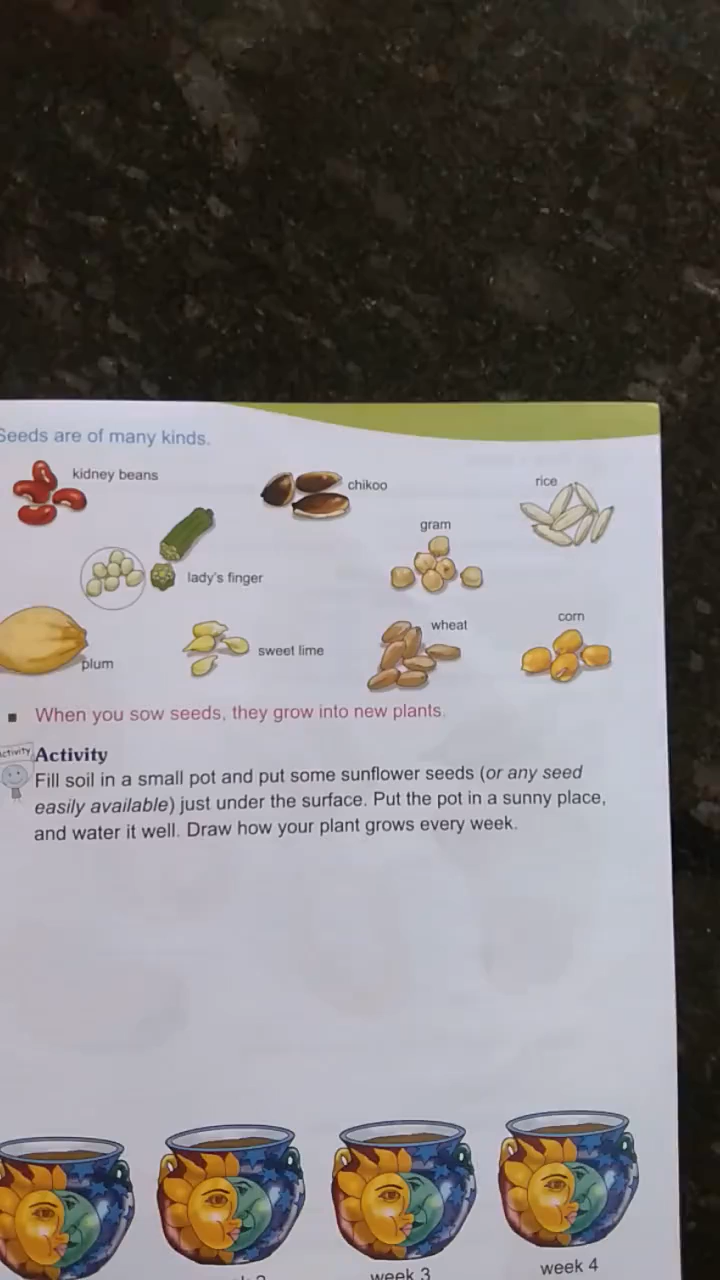 Seeds are of many kinds.
kidney beans
chikoo
rice
gram
lady's finger
plum
sweet lime
wheat
corn
When you sow seeds, they grow into new plants.
Activity
Activity
Fill soil in a small pot and put some sunflower seeds (or any seed
easily available) just under the surface. Put the pot in a sunny place,
and water it well. Draw how your plant grows every week.
week 3
week 4